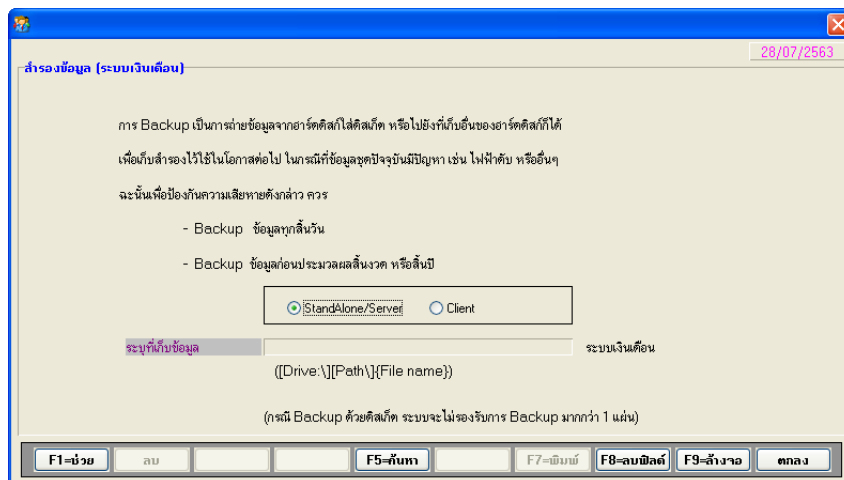 28/07/2563
สำรองข้อมูล (ระบบเงินเดือน)
การ Backup เป็นการถ่ายข้อมูลจากฮาร์ดดิสก์ใส่ดิสเก็ต หรือไปยังที่เก็บอื่นของฮาร์ดดิสก์ก็ได้
เพื่อเก็บสำรองไว้ใช้ในโอกาสต่อไป ในกรณีที่ข้อมูลชุดปัจจุบันมีปัญหา เช่น ไฟฟ้าดับ หรืออื่นๆ
ฉะนั้นเพื่อป้องกันความเสียหายดังกล่าว ควร
- Backup ข้อมูลทุกสิ้นวัน
- Backup ข้อมูลก่อนประมวลผลสิ้นงวด หรือสิ้นปี
StandAlone/Server Client
ระบุที่เก็บข้อมูล ระบบเงินเดือน
([Drive:\][Path\]{File name})
(กรณี Backup ด้วยดิสเก็ต ระบบจะไม่รองรับการ Backup มากกว่า 1 แผ่น)
F1=ช่วย ลบ F5=ค้นหา F7=พิมพ์ F8=ลบฟิลด์ F9=ล้างจอ ตกลง